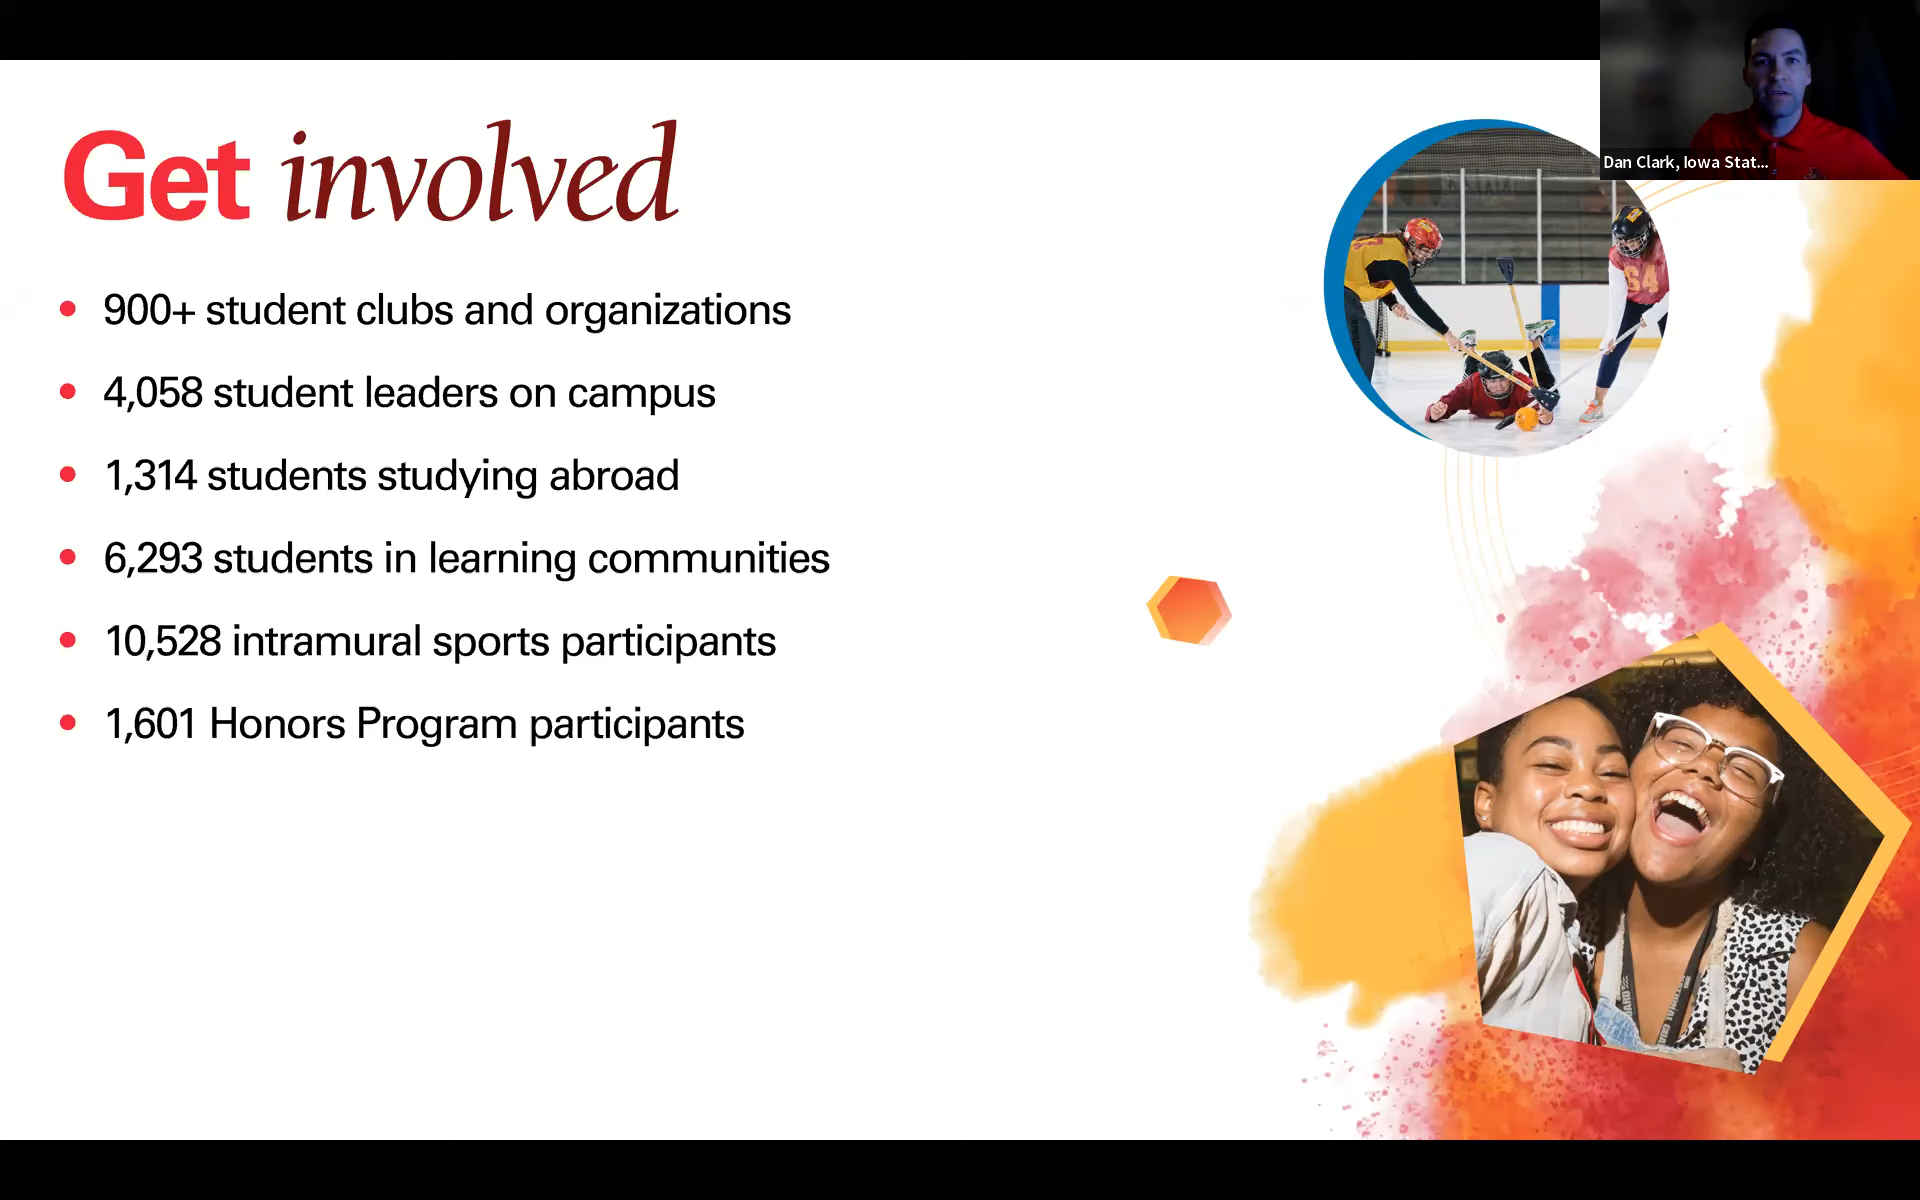 Get involved
900+ student clubs and organizations
4,058 student leaders on campus
1,314 students studying abroad
6,293 students in learning communities
10,528 intramural sports participants
1,601 Honors Program participants
Dan Clark, Iowa Stat...
64